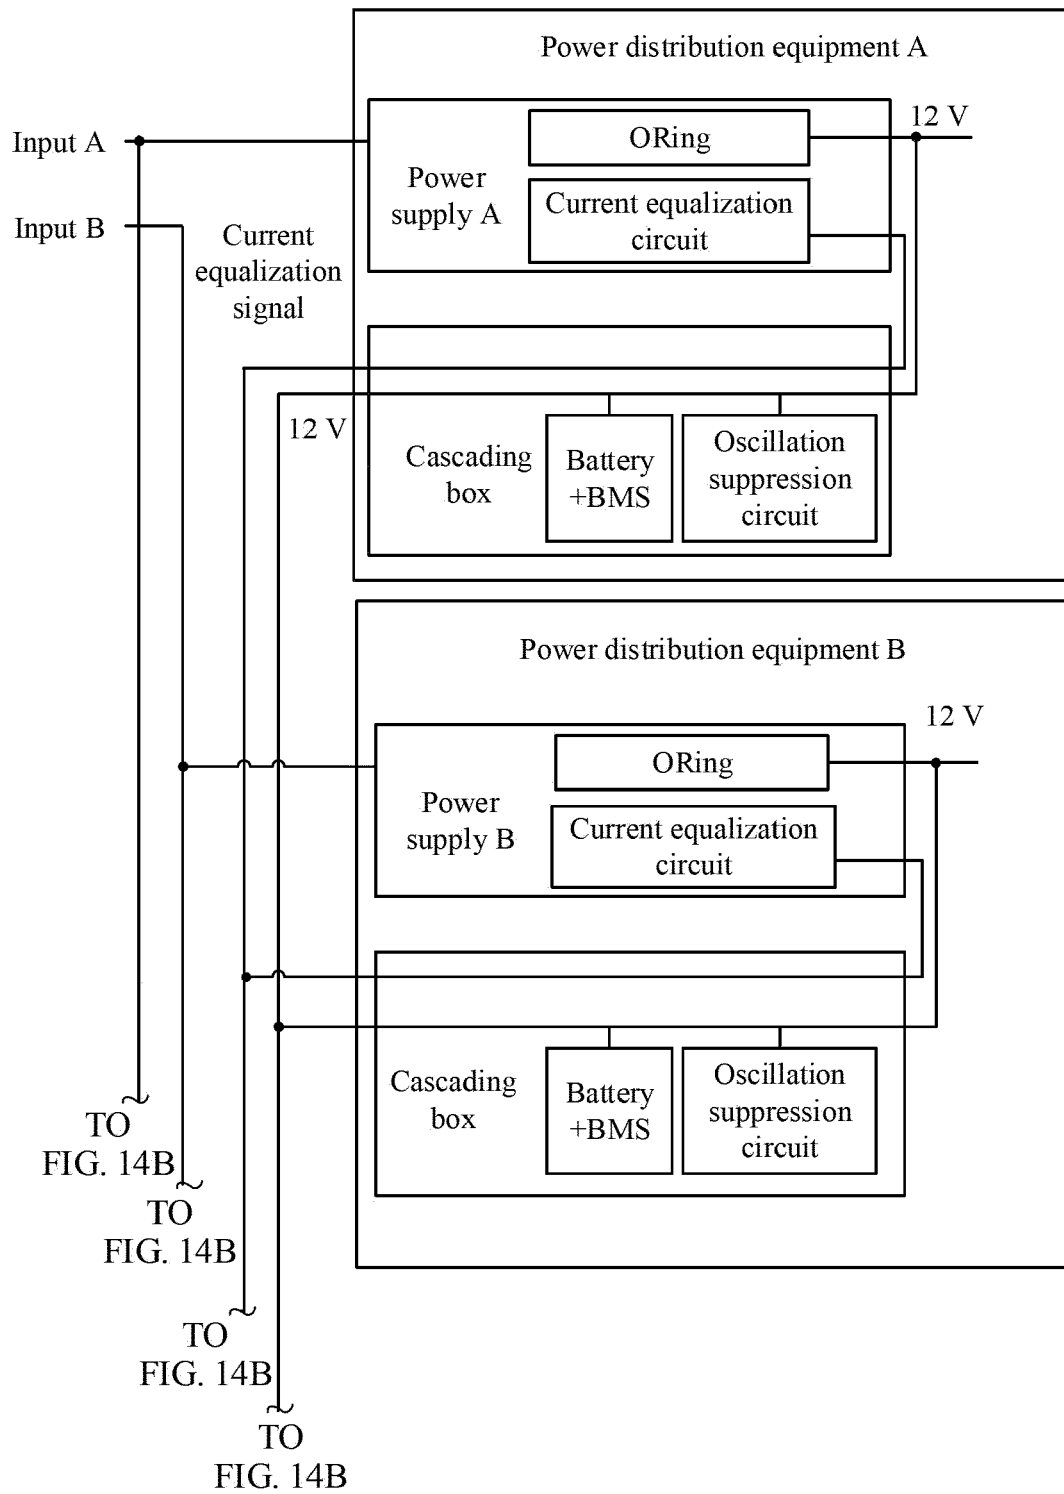 Power distribution equipment A
Input A
Input B
Current
equalization
signal
Power
supply A
ORing
Current equalization
circuit
12 V
12 V
Cascading
box
Battery
+BMS
Oscillation
suppression
circuit
Power distribution equipment B
12 V
Power
supply B
ORing
Current equalization
circuit
Cascading
box
Battery
+BMS
Oscillation
suppression
circuit
TO
FIG. 14B
TO
FIG. 14B
TO
FIG. 14B
TO
FIG. 14B